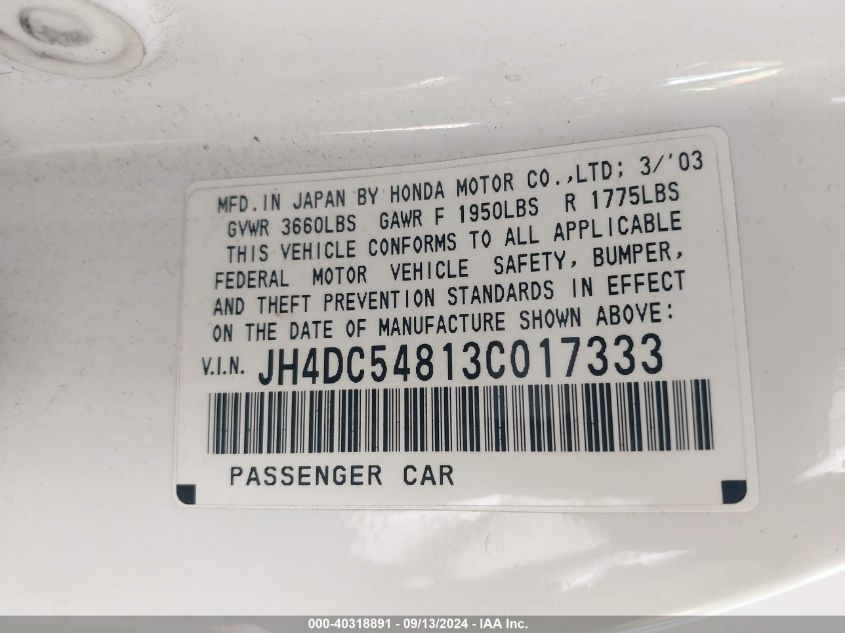 MFD.IN JAPAN BY HONDA MOTOR CO.,LTD; 3/'03
GVWR 3660LBS GAWR F 1950LBS R 1775LBS
THIS VEHICLE CONFORMS TO ALL APPLICABLE
FEDERAL MOTOR VEHICLE SAFETY, BUMPER,
AND THEFT PREVENTION STANDARDS IN EFFECT
ON THE DATE OF MANUFACTURE SHOWN ABOVE:
V.I.N. JH4DC54813C017333
PASSENGER CAR
000-40318891 - 09/13/2024 - IAA Inc.